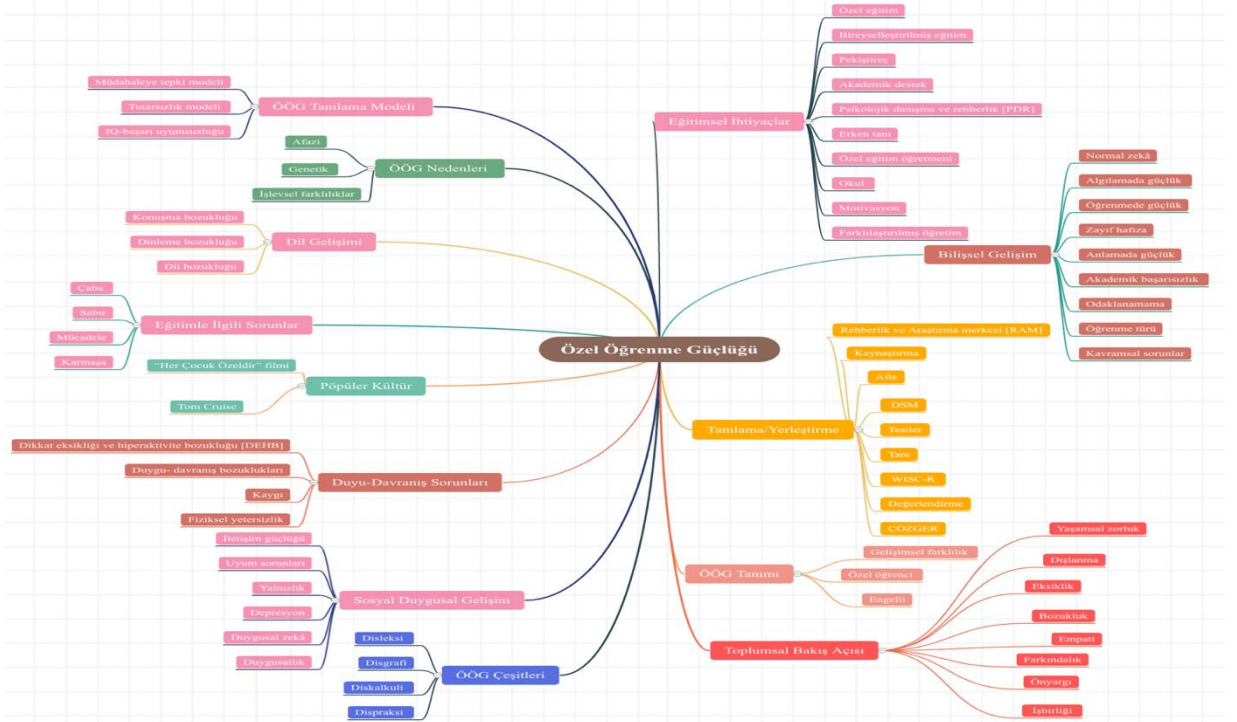 Özel Öğrenme Güçlüğü
ÖÖG Tanılama Modeli
Müdahaleye tepki modeli
Tutarsızlık modeli
IQ-başarı uyumsuzluğu
ÖÖG Nedenleri
Afazi
Genetik
İşlevsel farklılıklar
Dil Gelişimi
Konuşma bozukluğu
Dinleme bozukluğu
Dil bozukluğu
Eğitimle İlgili Sorunlar
Çaba
Sabır
Mücadele
Karmaşa
Pöpüler Kültür
"Her Çocuk Özeldir" filmi
Tom Cruise
Duyu-Davranış Sorunları
Dikkat eksikliği ve hiperaktivite bozukluğu [DEHB]
Duygu- davranış bozuklukları
Kaygı
Fiziksel yetersizlik
Sosyal Duygusal Gelişim
İletişim güçlüğü
Uyum sorunları
Yalnızlık
Depresyon
Duygusal zekâ
Duygusallık
ÖÖG Çeşitleri
Disleksi
Disgrafi
Diskalkuli
Dispraksi
Eğitimsel İhtiyaçlar
Özel eğitim
Bireyselleştirilmiş eğitim
Pekiştireç
Akademik destek
Psikolojik danışma ve rehberlik [PDR]
Erken tanı
Özel eğitim öğretmeni
Okul
Motivasyon
Farklılaştırılmış öğretim
Bilişsel Gelişim
Normal zekâ
Algılamada güçlük
Öğrenmede güçlük
Zayıf hafıza
Anlamada güçlük
Akademik başarısızlık
Odaklanamama
Öğrenme türü
Kavramsal sorunlar
Tanılama/Yerleştirme
Rehberlik ve Araştırma merkezi [RAM]
Kaynaştırma
Aile
DSM
Testler
Tanı
WISC-R
Değerlendirme
ÇÖZGER
ÖÖG Tanımı
Gelişimsel farklılık
Özel öğrenci
Engelli
Toplumsal Bakış Açısı
Yaşamsal zorluk
Dışlanma
Eksiklik
Bozukluk
Empati
Farkındalık
Önyargı
İşbirliği